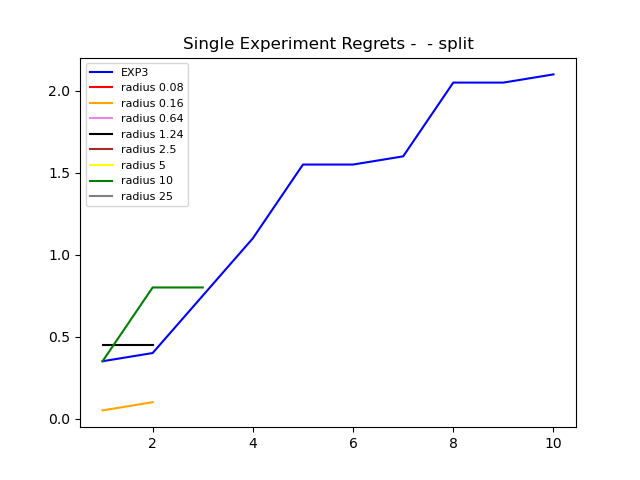 Single Experiment Regrets -  - split
EXP3
radius 0.08
radius 0.16
radius 0.64
radius 1.24
radius 2.5
radius 5
radius 10
radius 25
2.0
1.5
1.0
0.5
0.0
2 4 6 8 10